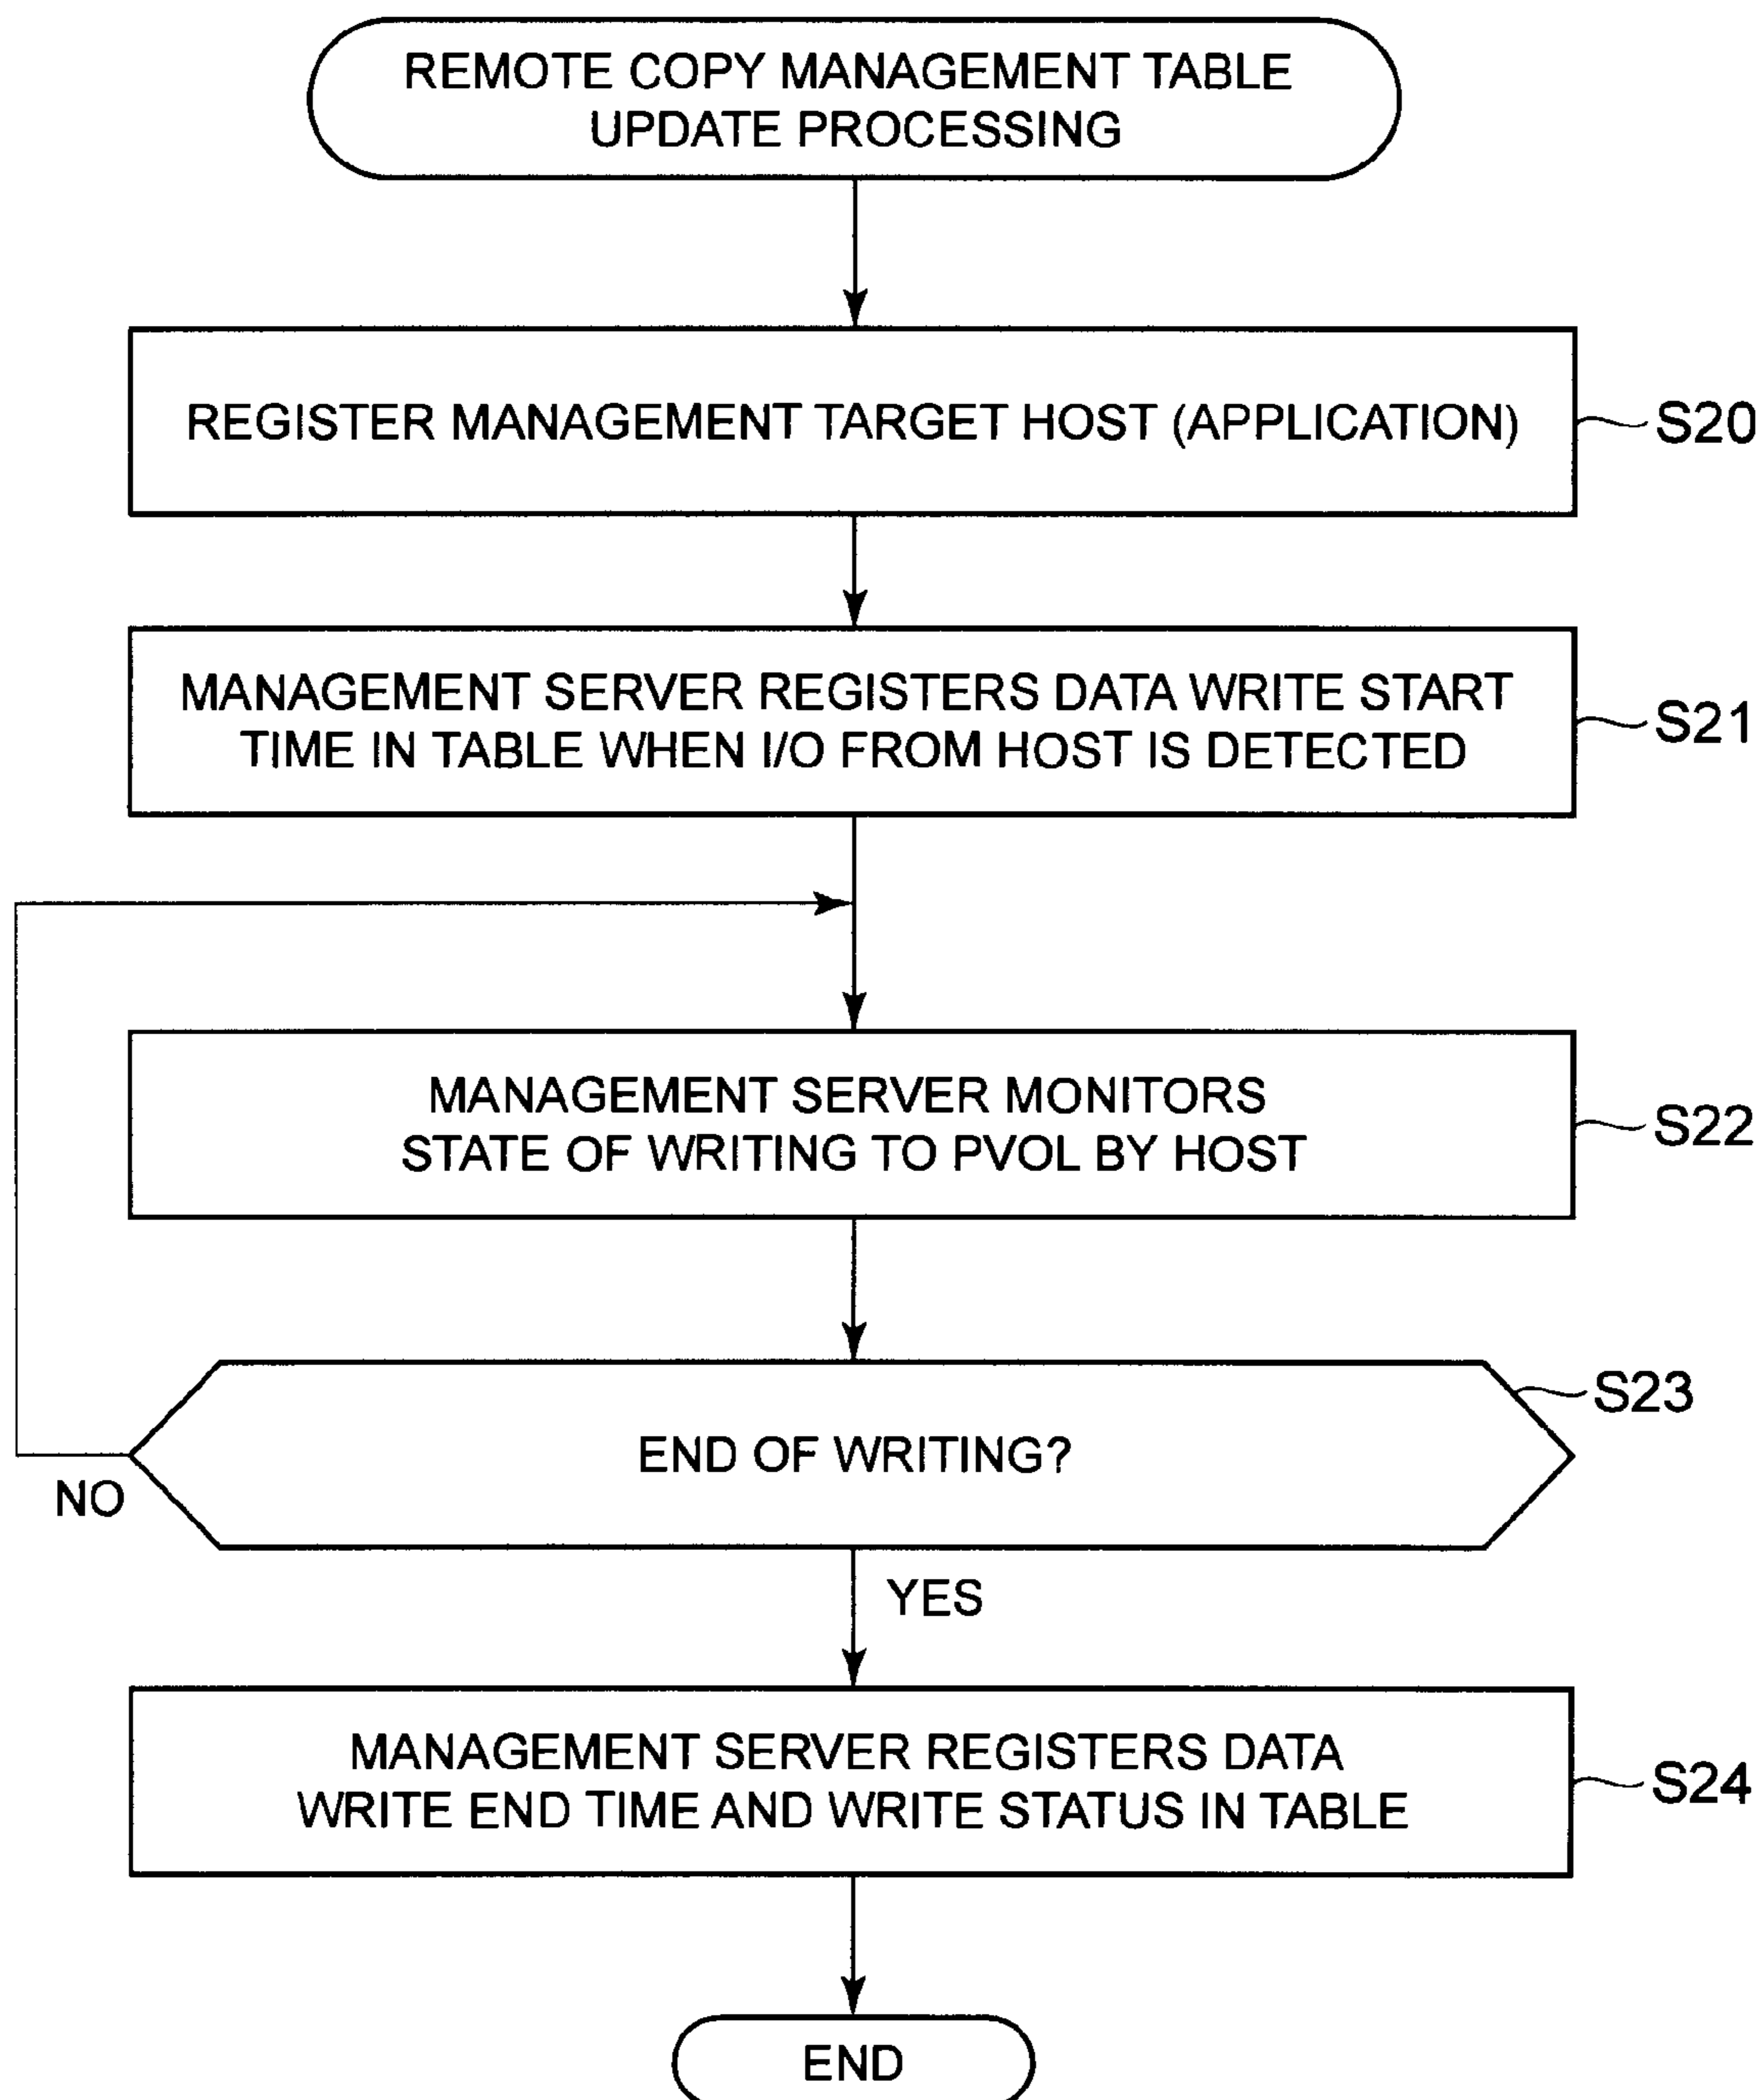 REMOTE COPY MANAGEMENT TABLE
UPDATE PROCESSING
REGISTER MANAGEMENT TARGET HOST (APPLICATION)
S20
MANAGEMENT SERVER REGISTERS DATA WRITE START
TIME IN TABLE WHEN I/O FROM HOST IS DETECTED
S21
MANAGEMENT SERVER MONITORS
STATE OF WRITING TO PVOL BY HOST
S22
S23
END OF WRITING?
NO
YES
MANAGEMENT SERVER REGISTERS DATA
WRITE END TIME AND WRITE STATUS IN TABLE
S24
END